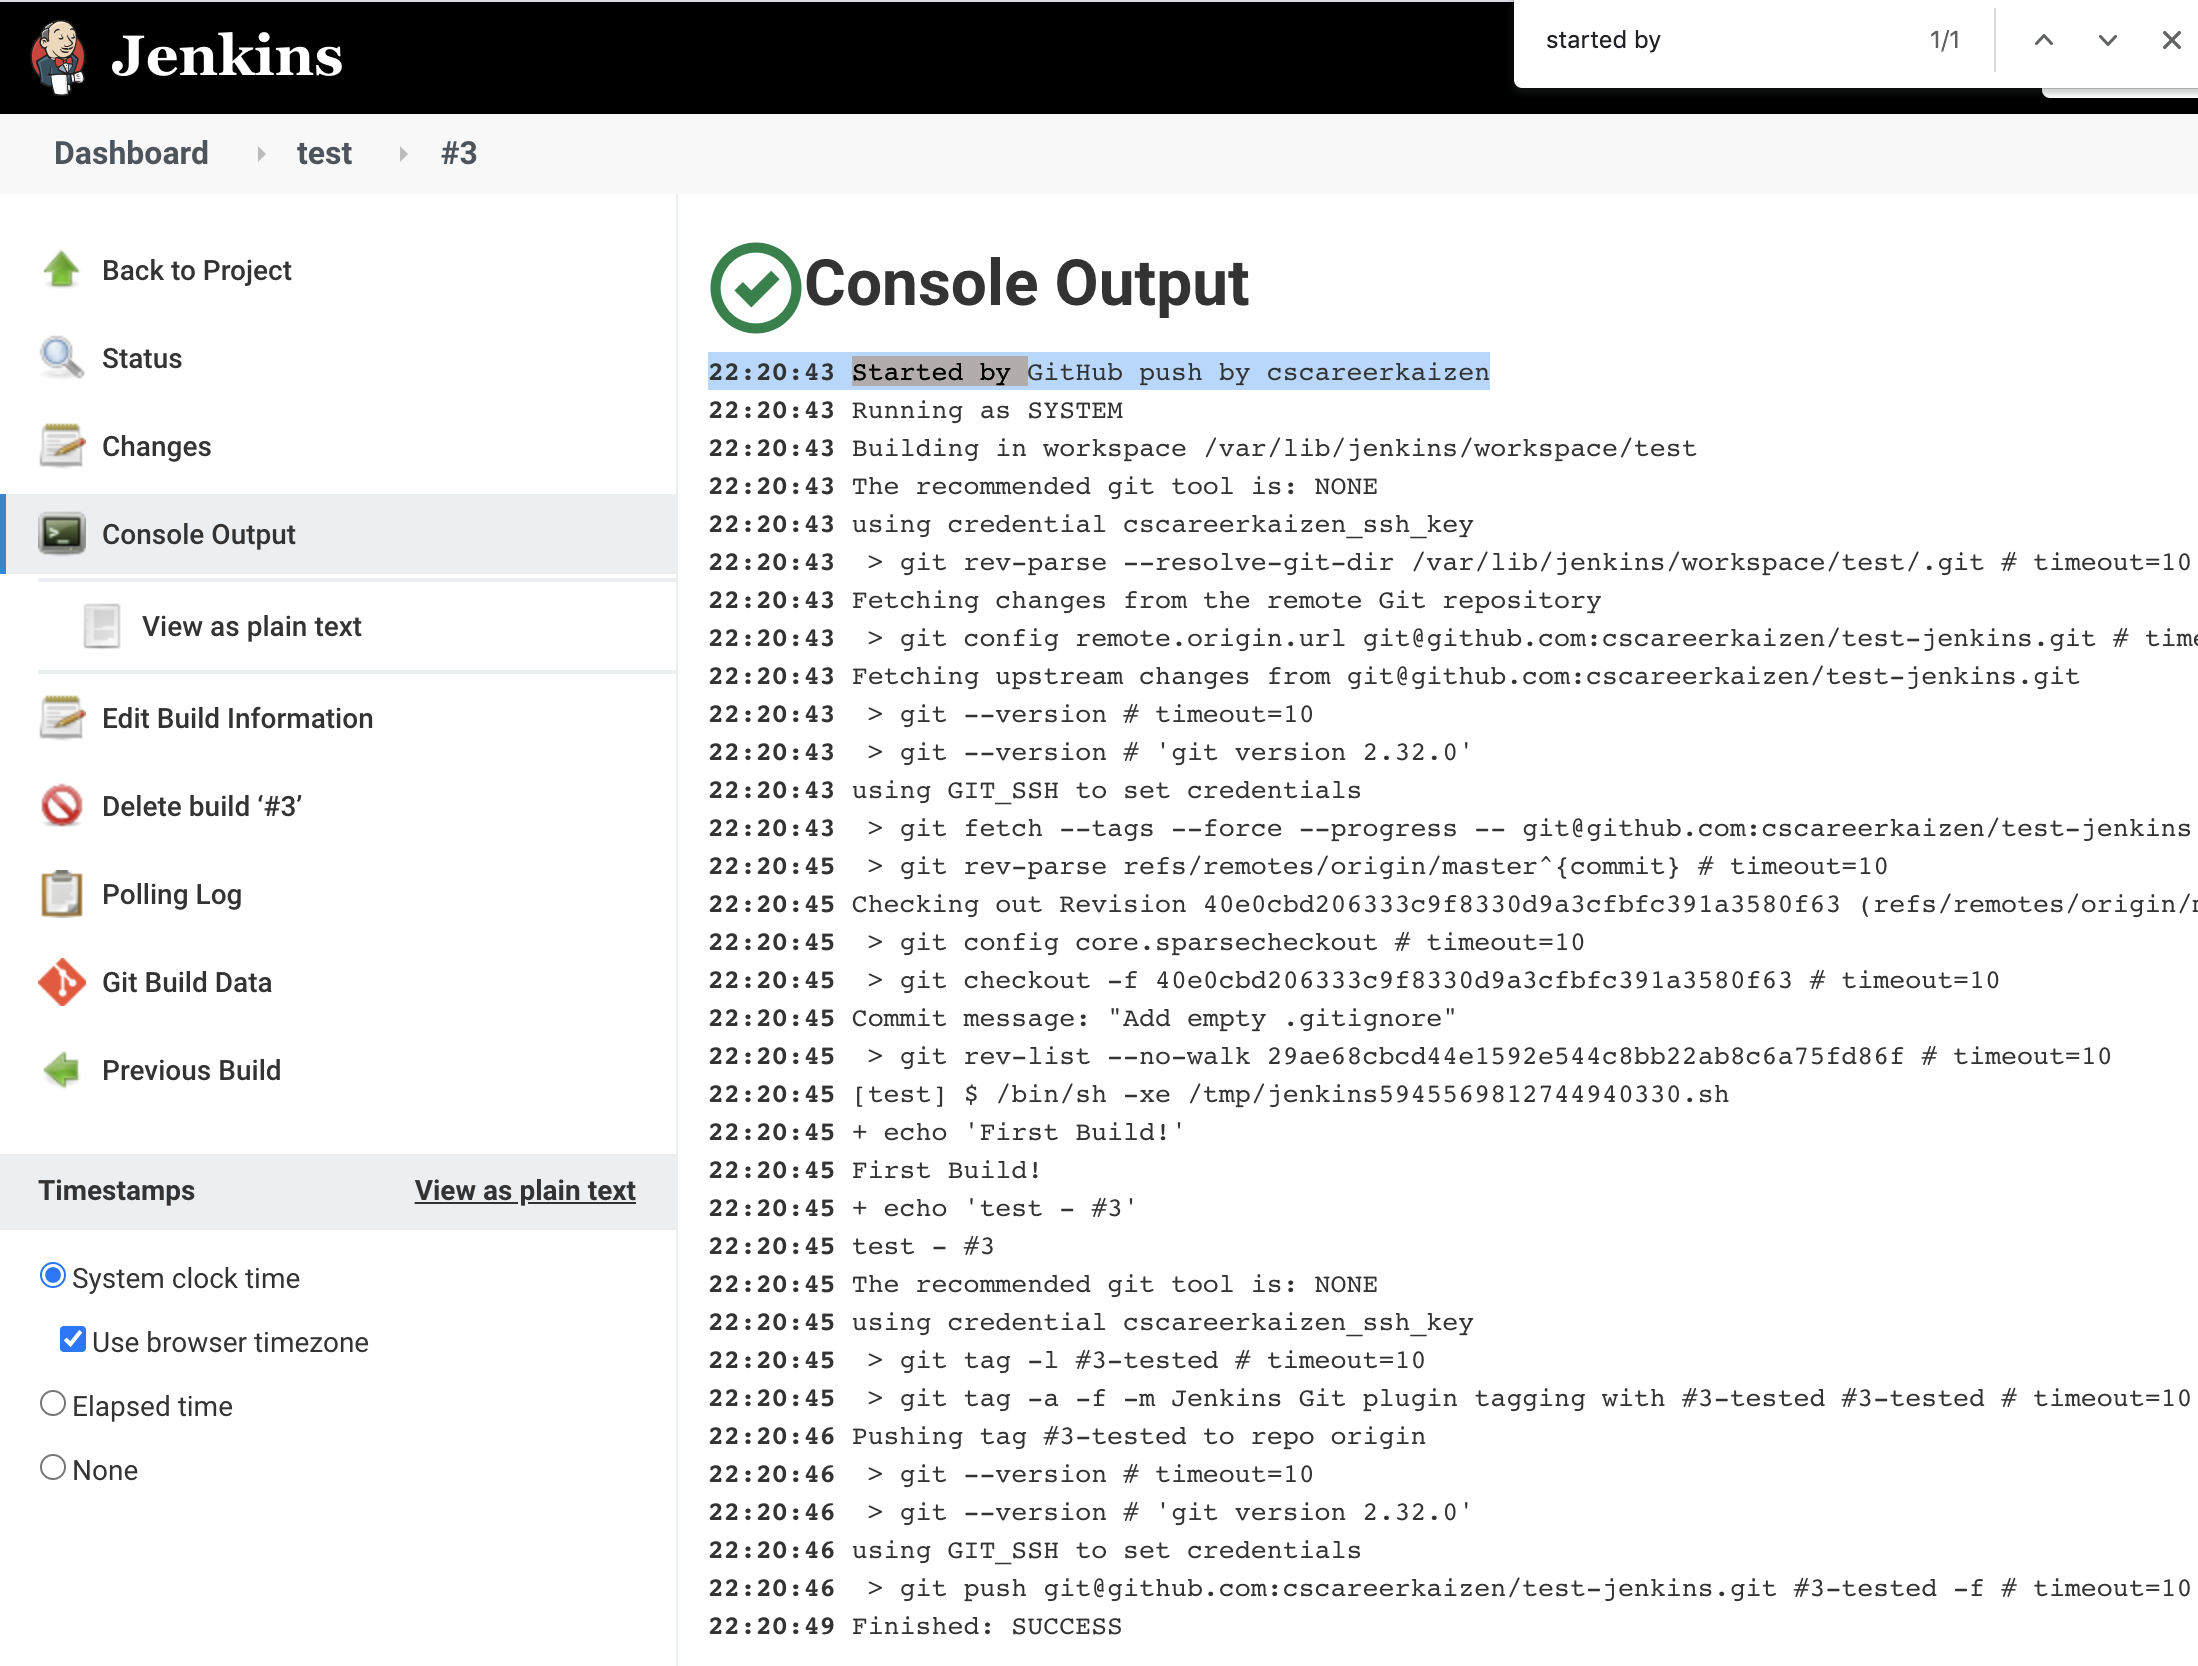 Jenkins
started by 1/1
Dashboard test #3
Back to Project
Status
Changes
Console Output
View as plain text
Edit Build Information
Delete build ‘#3’
Polling Log
Git Build Data
Previous Build
Timestamps View as plain text
System clock time
Use browser timezone
Elapsed time
None
Console Output
22:20:43 Started by GitHub push by cscareerkaizen
22:20:43 Running as SYSTEM
22:20:43 Building in workspace /var/lib/jenkins/workspace/test
22:20:43 The recommended git tool is: NONE
22:20:43 using credential cscareerkaizen_ssh_key
22:20:43  > git rev-parse --resolve-git-dir /var/lib/jenkins/workspace/test/.git # timeout=10
22:20:43 Fetching changes from the remote Git repository
22:20:43  > git config remote.origin.url git@github.com:cscareerkaizen/test-jenkins.git #
22:20:43 Fetching upstream changes from git@github.com:cscareerkaizen/test-jenkins.git
22:20:43  > git --version # timeout=10
22:20:43  > git --version # 'git version 2.32.0'
22:20:43 using GIT_SSH to set credentials
22:20:43  > git fetch --tags --force --progress -- git@github.com:cscareerkaizen/test-jenkins
22:20:45  > git rev-parse refs/remotes/origin/master^{commit} # timeout=10
22:20:45 Checking out Revision 40e0cbd206333c9f8330d9a3cfbfc391a3580f63 (refs/remotes/origin/
22:20:45  > git config core.sparsecheckout # timeout=10
22:20:45  > git checkout -f 40e0cbd206333c9f8330d9a3cfbfc391a3580f63 # timeout=10
22:20:45 Commit message: "Add empty .gitignore"
22:20:45  > git rev-list --no-walk 29ae68cbcd44e1592e544c8bb22ab8c6a75fd86f # timeout=10
22:20:45 [test] $ /bin/sh -xe /tmp/jenkins5945569812744940330.sh
22:20:45 + echo 'First Build!'
22:20:45 First Build!
22:20:45 + echo 'test - #3'
22:20:45 test - #3
22:20:45 The recommended git tool is: NONE
22:20:45 using credential cscareerkaizen_ssh_key
22:20:45  > git tag -l #3-tested # timeout=10
22:20:45  > git tag -a -f -m Jenkins Git plugin tagging with #3-tested #3-tested # timeout=10
22:20:46 Pushing tag #3-tested to repo origin
22:20:46  > git --version # timeout=10
22:20:46  > git --version # 'git version 2.32.0'
22:20:46 using GIT_SSH to set credentials
22:20:46  > git push git@github.com:cscareerkaizen/test-jenkins.git #3-tested -f # timeout=10
22:20:49 Finished: SUCCESS